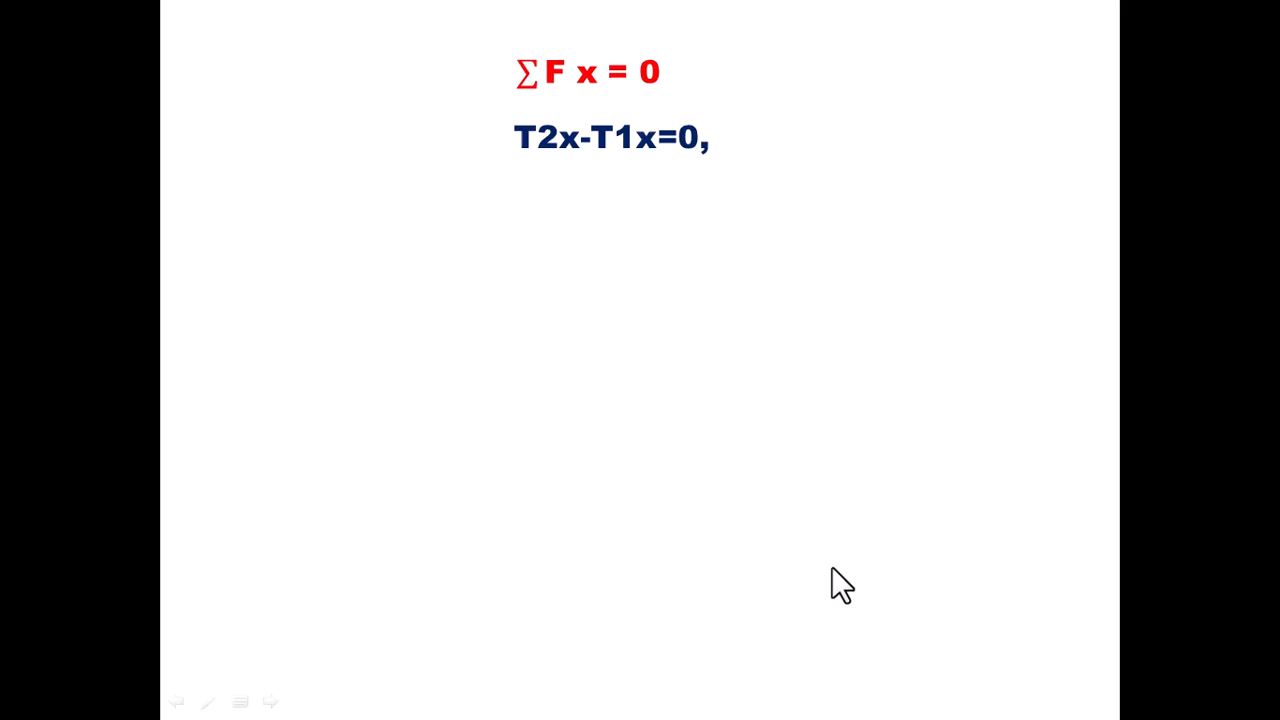 ∑F x = 0
T2x-T1x=0,